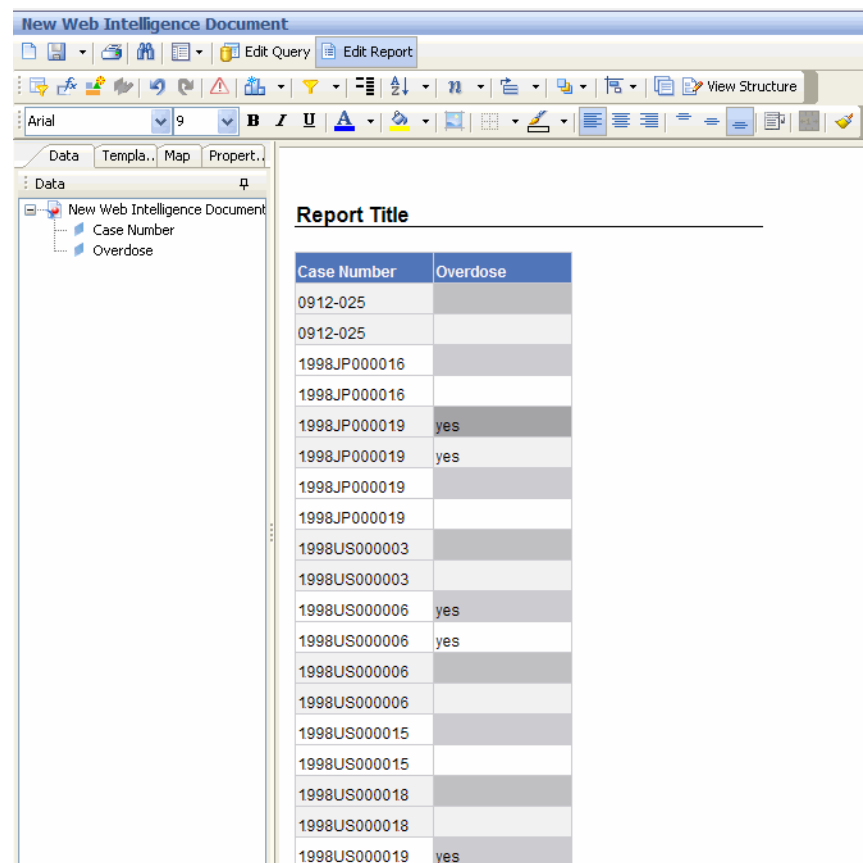 New Web Intelligence Document
Edit Query Edit Report
View Structure
Arial 9 B I U A
Data Templa.. Map Propert..
Data
New Web Intelligence Document
Case Number
Overdose
Report Title
Case Number Overdose
0912-025
0912-025
1998JP000016
1998JP000016
1998JP000019 yes
1998JP000019 yes
1998JP000019
1998JP000019
1998US000003
1998US000003
1998US000006 yes
1998US000006 yes
1998US000006
1998US000006
1998US000015
1998US000015
1998US000018
1998US000018
1998US000019 yes